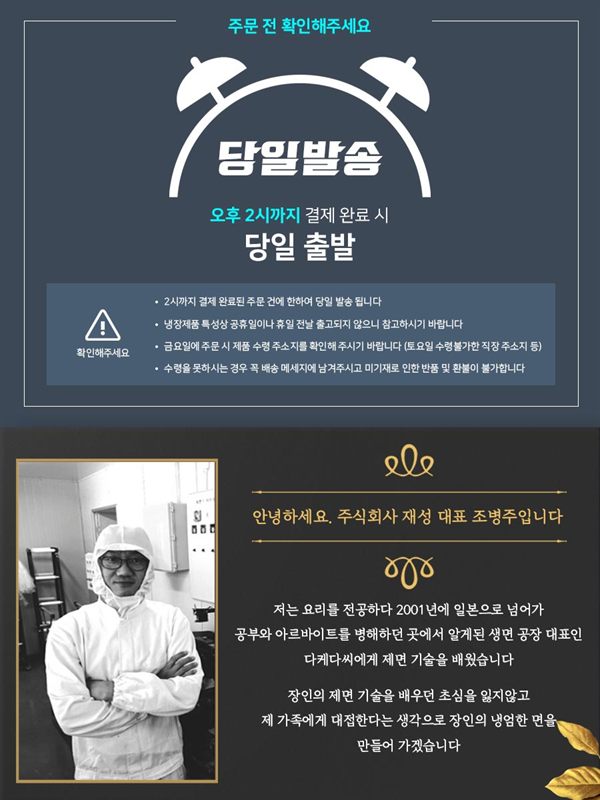 주문 전 확인해주세요
당일발송
오후 2시까지 결제 완료 시
당일 출발
확인해주세요
• 2시까지 결제 완료된 주문 건에 한하여 당일 발송 됩니다
• 냉장제품 특성상 공휴일이나 휴일 전날 출고되지 않으니 참고하시기 바랍니다
• 금요일에 주문 시 제품 수령 주소지를 확인해 주시기 바랍니다 (토요일 수령불가한 직장 주소지 등)
• 수령을 못하시는 경우 꼭 배송 메세지에 남겨주시고 미기재로 인한 반품 및 환불이 불가합니다
안녕하세요. 주식회사 재성 대표 조병주입니다
저는 요리를 전공하다 2001년에 일본으로 넘어가
공부와 아르바이트를 병해하던 곳에서 알게된 생면 공장 대표인
다케다씨에게 제면 기술을 배웠습니다
장인의 제면 기술을 배우던 초심을 잃지않고
제 가족에게 대접한다는 생각으로 장인의 냉엄한 면을
만들어 가겠습니다